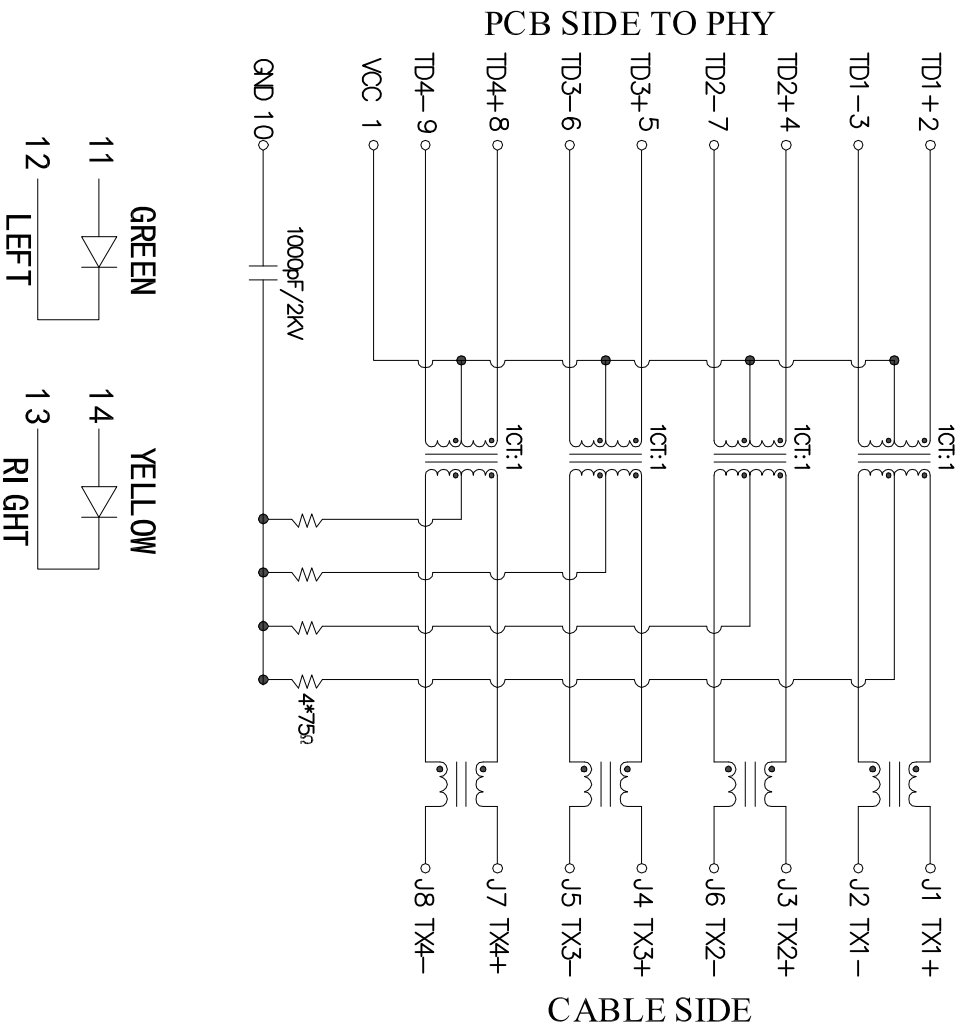 PCB SIDE TO PHY
TD1+2
TD1-3
TD2+4
TD2-7
TD3+5
TD3-6
TD4+8
TD4-9
VCC 1
GND 10
1000pF/2KV
1CT:1
1CT:1
1CT:1
1CT:1
4*75Ω
J1 TX1+
J2 TX1-
J3 TX2+
J6 TX2-
J4 TX3+
J5 TX3-
J7 TX4+
J8 TX4-
CABLE SIDE
GREEN
11
12
LEFT
YELLOW
14
13
RIGHT